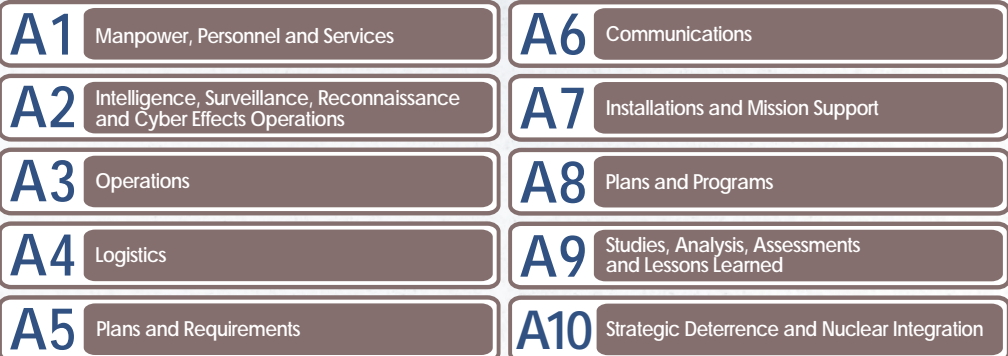 A1 Manpower, Personnel and Services
A2 Intelligence, Surveillance, Reconnaissance
and Cyber Effects Operations
A3 Operations
A4 Logistics
A5 Plans and Requirements
A6 Communications
A7 Installations and Mission Support
A8 Plans and Programs
A9 Studies, Analysis, Assessments
and Lessons Learned
A10 Strategic Deterrence and Nuclear Integration